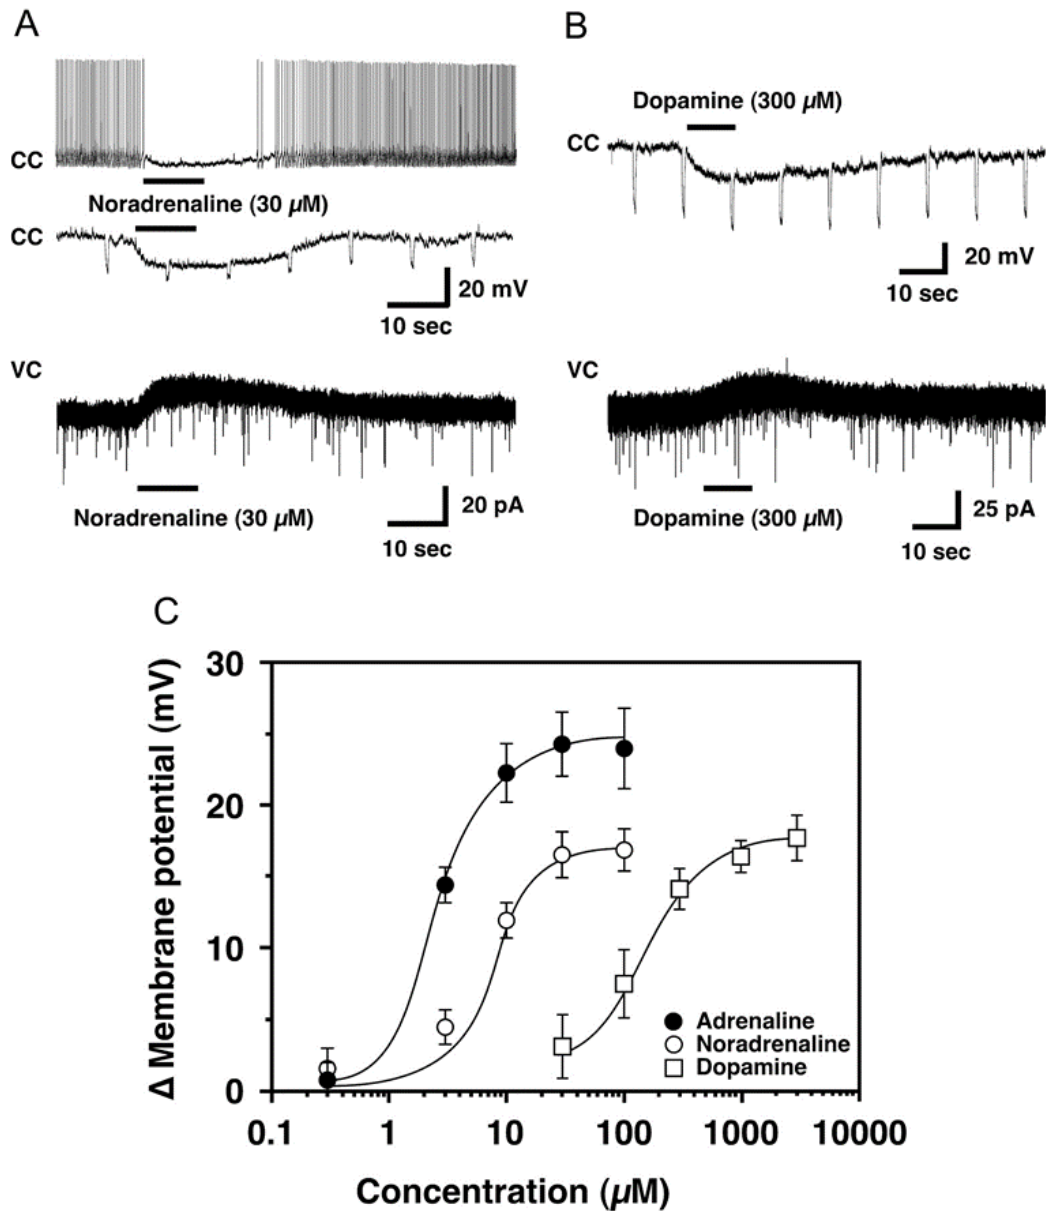 A
CC
Noradrenaline (30 µM)
CC
20 mV
10 sec
VC
20 pA
Noradrenaline (30 µM)
10 sec
B
Dopamine (300 µM)
CC
20 mV
10 sec
VC
25 pA
Dopamine (300 µM)
10 sec
C
Δ Membrane potential (mV)
30
20
10
0
Adrenaline
Noradrenaline
Dopamine
0.1 1 10 100 1000 10000
Concentration (µM)